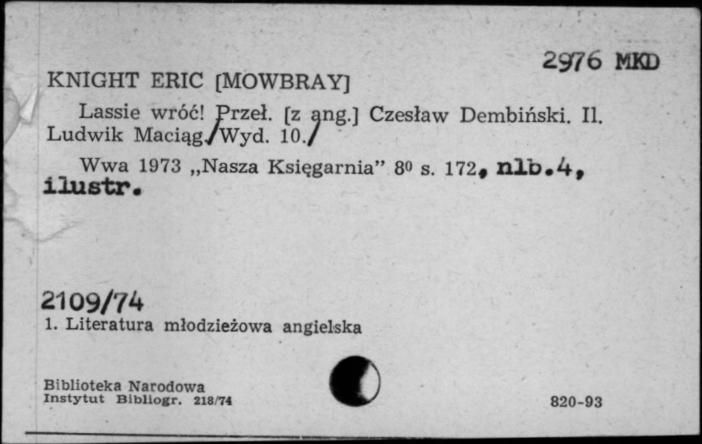 2976 MKD
KNIGHT ERIC [MOWBRAY]
Lassie wróć! Przeł. [z ang.] Czesław Dembiński. Il.
Ludwik Maciąg./Wyd. 10./
Wwa 1973 „Nasza Księgarnia” 8⁰ s. 172, nlb.4,
ilustr.
2109/74
1. Literatura młodzieżowa angielska
Biblioteka Narodowa
Instytut Bibliogr. 218/74
820-93